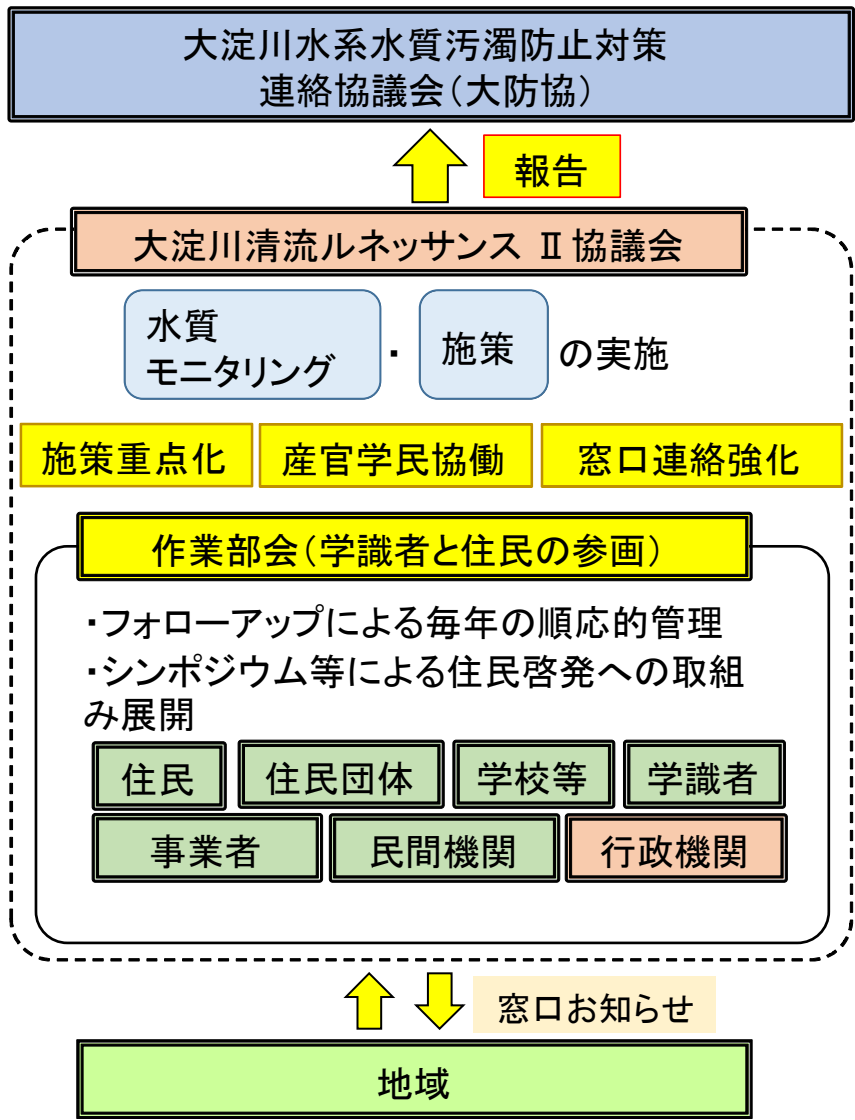 大淀川水系水質汚濁防止対策
連絡協議会(大防協)
報告
大淀川清流ルネッサンス Ⅱ協議会
水質
モニタリング
・
施策
の実施
施策重点化
産官学民協働
窓口連絡強化
作業部会(学識者と住民の参画)
・フォローアップによる毎年の順応的管理
・シンポジウム等による住民啓発への取組
み展開
住民
住民団体
学校等
学識者
事業者
民間機関
行政機関
窓口お知らせ
地域